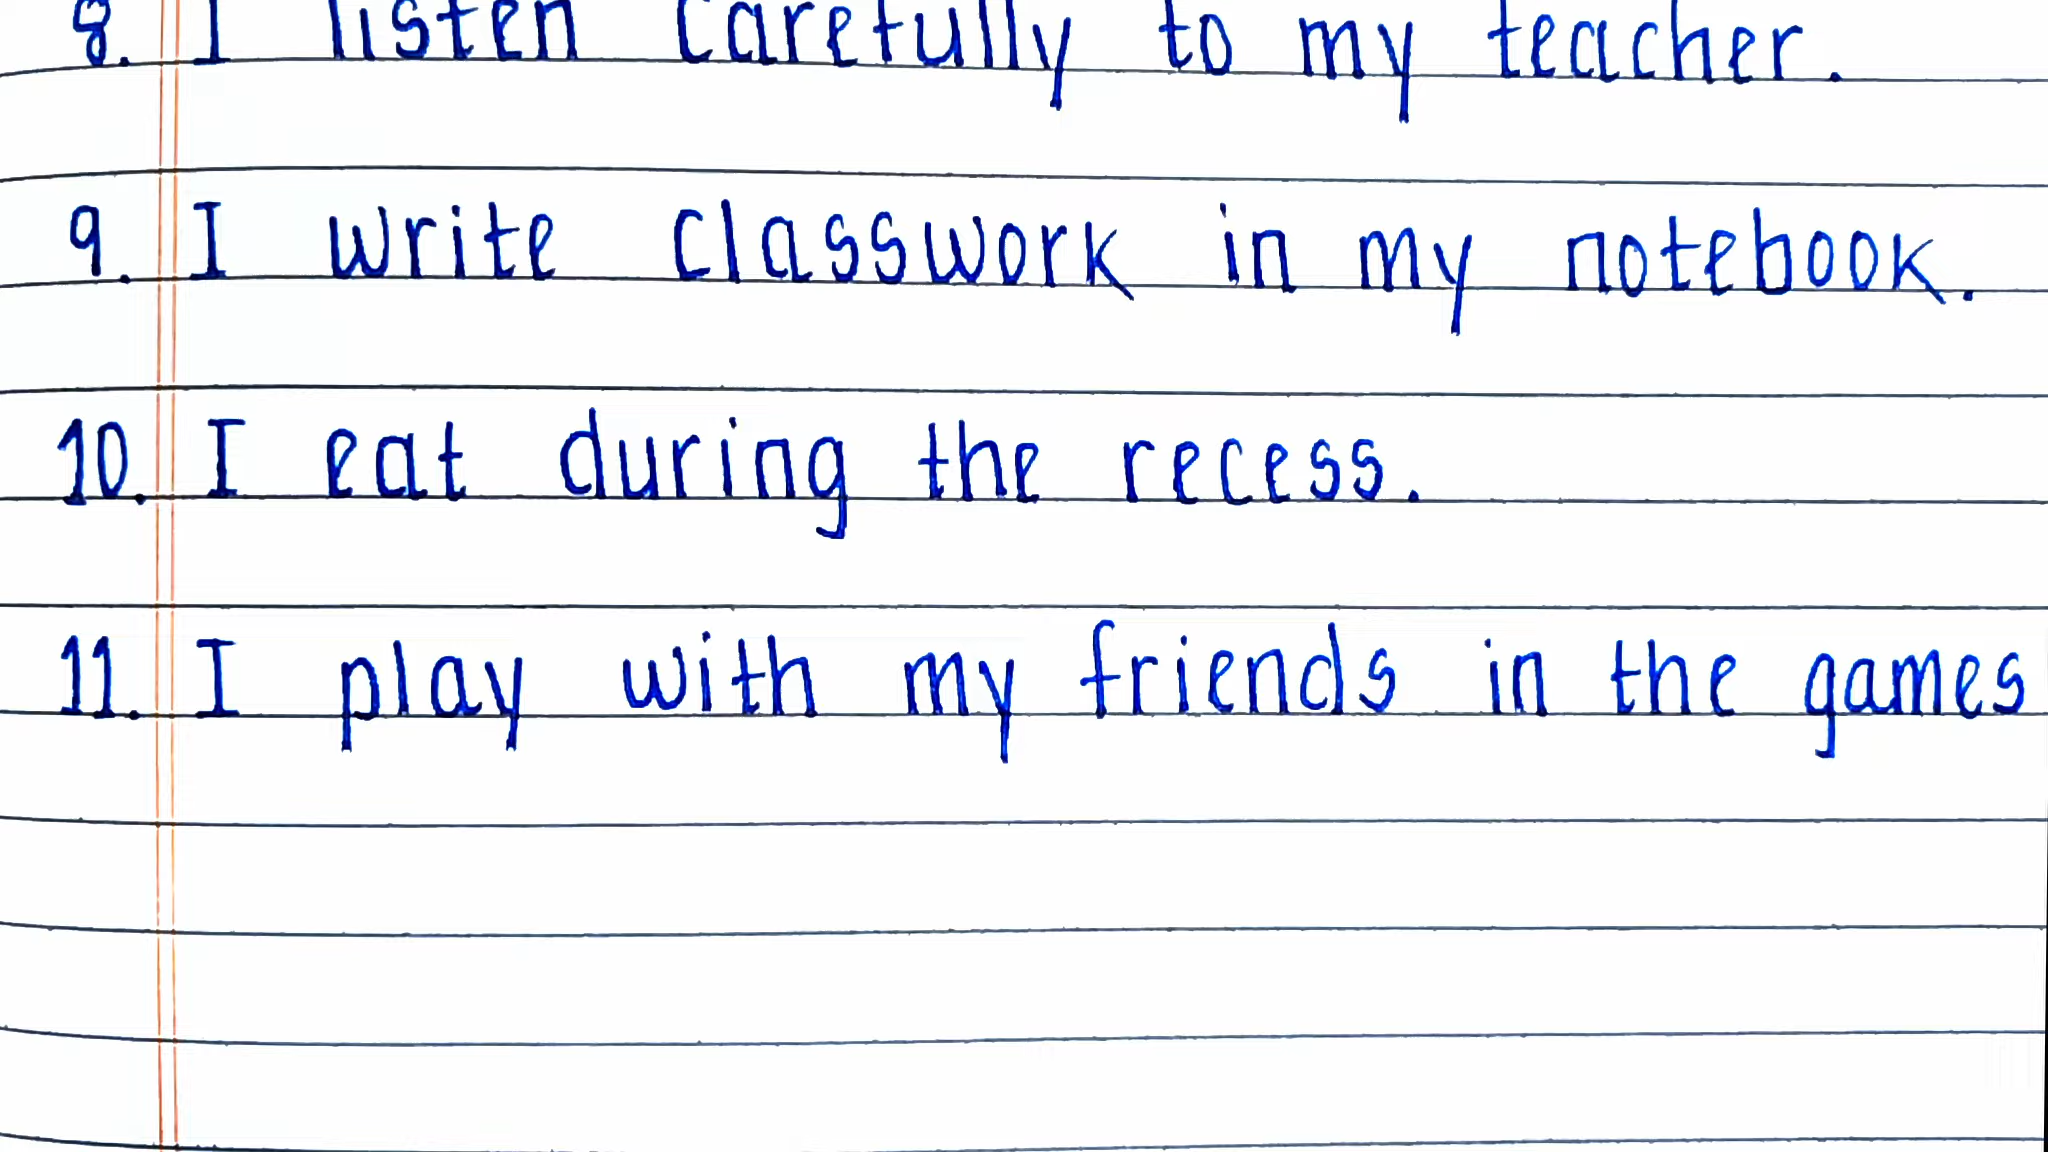 8. I listen carefully to my teacher.
9. I write classwork in my notebook.
10. I eat during the recess.
11. I play with my friends in the games